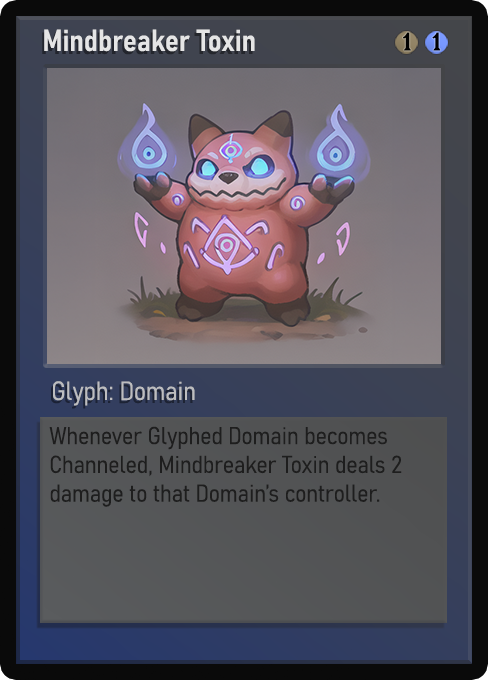 Mindbreaker Toxin 1 1
Glyph: Domain
Whenever Glyphed Domain becomes
Channeled, Mindbreaker Toxin deals 2
damage to that Domain's controller.